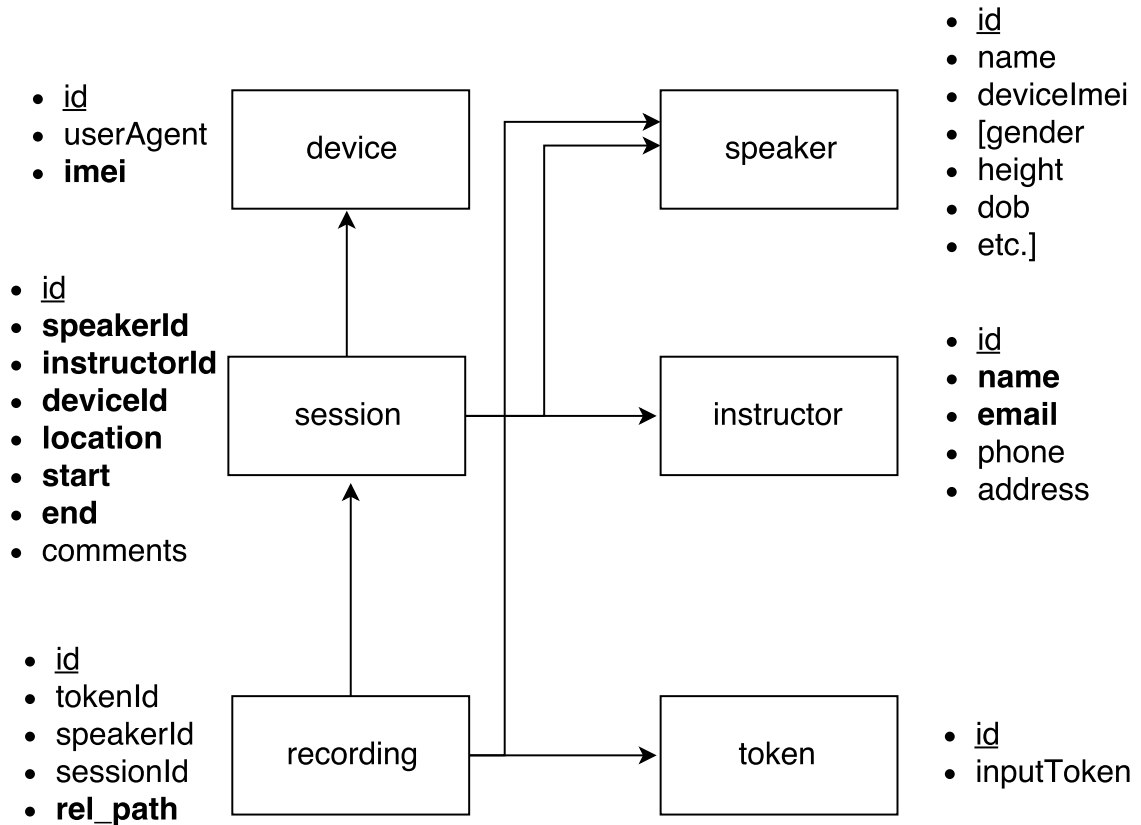 id
userAgent
imei
device
speaker
id
name
deviceImei
[gender
height
dob
etc.]
id
speakerId
instructorId
deviceId
location
start
end
comments
session
instructor
id
name
email
phone
address
id
tokenId
speakerId
sessionId
rel_path
recording
token
id
inputToken